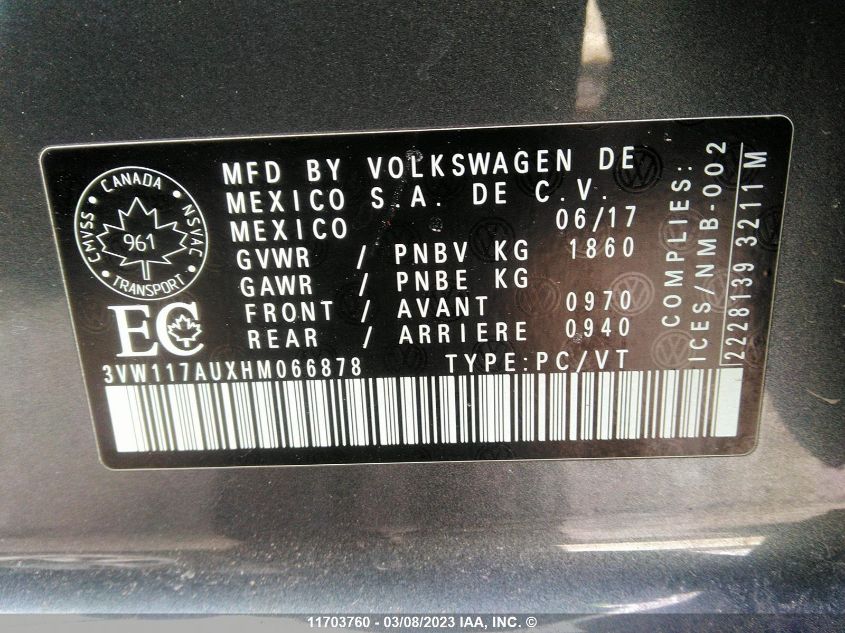 CANADA
CMVSS
NSVAC
961
TRANSPORT
MFD BY VOLKSWAGEN DE
MEXICO S.A. DE C.V.
MEXICO 06/17
GVWR / PNBV KG 1860
GAWR / PNBE KG
FRONT / AVANT 0970
REAR / ARRIERE 0940
EC
3VW117AUXHM066878 TYPE:PC/VT
COMPLIES:
ICES/NMB-002
2228139 3211 M
11703760 - 03/08/2023 IAA, INC. ©